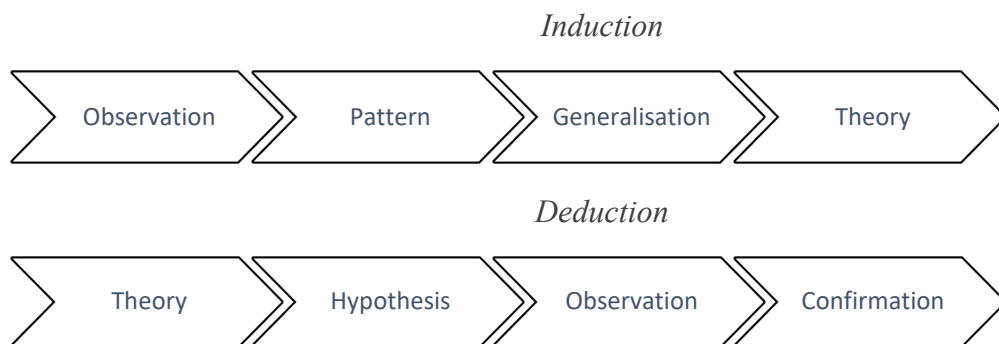 Induction
Observation Pattern Generalisation Theory
Deduction
Theory Hypothesis Observation Confirmation